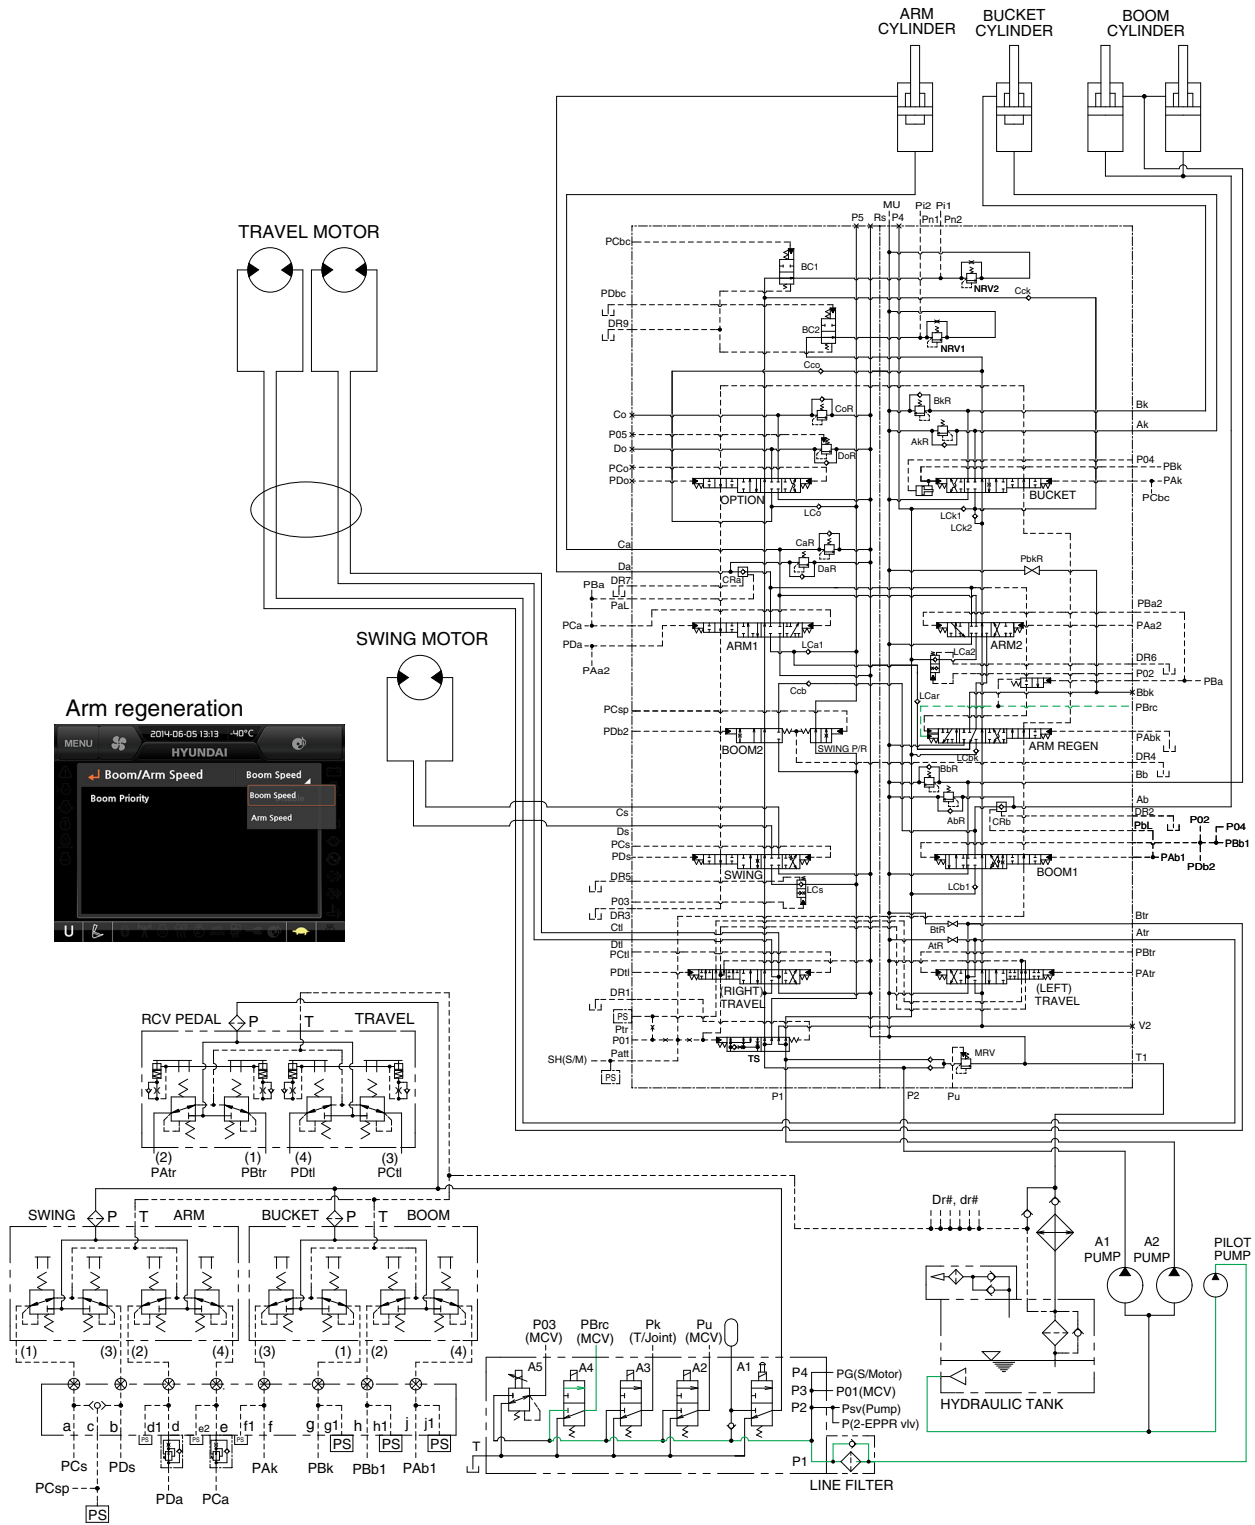 ARM
CYLINDER
BUCKET
CYLINDER
BOOM
CYLINDER
TRAVEL MOTOR
MU
P5
Rs
P4
Pi2
Pi1
Pn1
Pn2
PCbc
BC1
NRV2
Cck
PDbc
DR9
BC2
NRV1
Cco
Co
CoR
BkR
Bk
P05
Ak
Do
DoR
AkR
P04
PCo
PBk
PDo
PAk
OPTION
BUCKET
PCbc
LCo
LCk1
LCk2
Ca
CaR
PbkR
Da
DaR
DR7
CRa
PBa
PaL
PBa2
PCa
PAa2
SWING MOTOR
PDa
ARM1
LCa1
ARM2
LCa2
PAa2
DR6
P02
Ccb
PBa
LCar
Bbk
PCsp
PBrc
PDb2
PAbk
BOOM2
SWING P/R
ARM REGEN
LCbk
DR4
BbR
Bb
AbR
CRb
Ab
Cs
DR2
PbL
P02
P04
Ds
PCs
PBb1
PDs
PAb1
PDb2
SWING
BOOM1
DR5
LCs
LCb1
P03
DR3
Btr
Ctl
BtR
Atr
Dtl
AtR
PCtl
PBtr
PDtl
PAtr
(RIGHT)
TRAVEL
(LEFT)
TRAVEL
DR1
PS
Ptr
V2
P01
Patt
TS
SH(S/M)
PS
MRV
T1
P1
P2
Pu
Arm regeneration
MENU
2014-06-05 13:13
-40°C
HYUNDAI
Boom/Arm Speed
Boom Speed
Boom Priority
Boom Speed
Arm Speed
U
RCV PEDAL
P
T
TRAVEL
(2)
(1)
(4)
(3)
PAtr
PBtr
PDtl
PCtl
SWING
P
T
ARM
BUCKET
P
T
BOOM
(1)
(3)
(2)
(4)
(3)
(1)
(2)
(4)
a
c
b
d1
d
e2
e
f1
f
g
g1
h
h1
j
j1
PS
PS
PS
PS
PS
PS
PCs
PDs
PAk
PBk
PBb1
PAb1
PCsp
PDa
PCa
PS
P03
(MCV)
PBrc
(MCV)
Pk
(T/Joint)
Pu
(MCV)
A5
A4
A3
A2
A1
P4
PG(S/Motor)
P3
P01(MCV)
P2
Psv(Pump)
P(2-EPPR vlv)
T
P1
LINE FILTER
Dr#, dr#
A1
PUMP
A2
PUMP
PILOT
PUMP
HYDRAULIC TANK